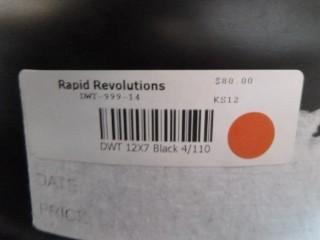 Rapid Revolutions $80.00
DWT-999-14 KS12
DWT 12X7 Black 4/110
DATE
PRICE